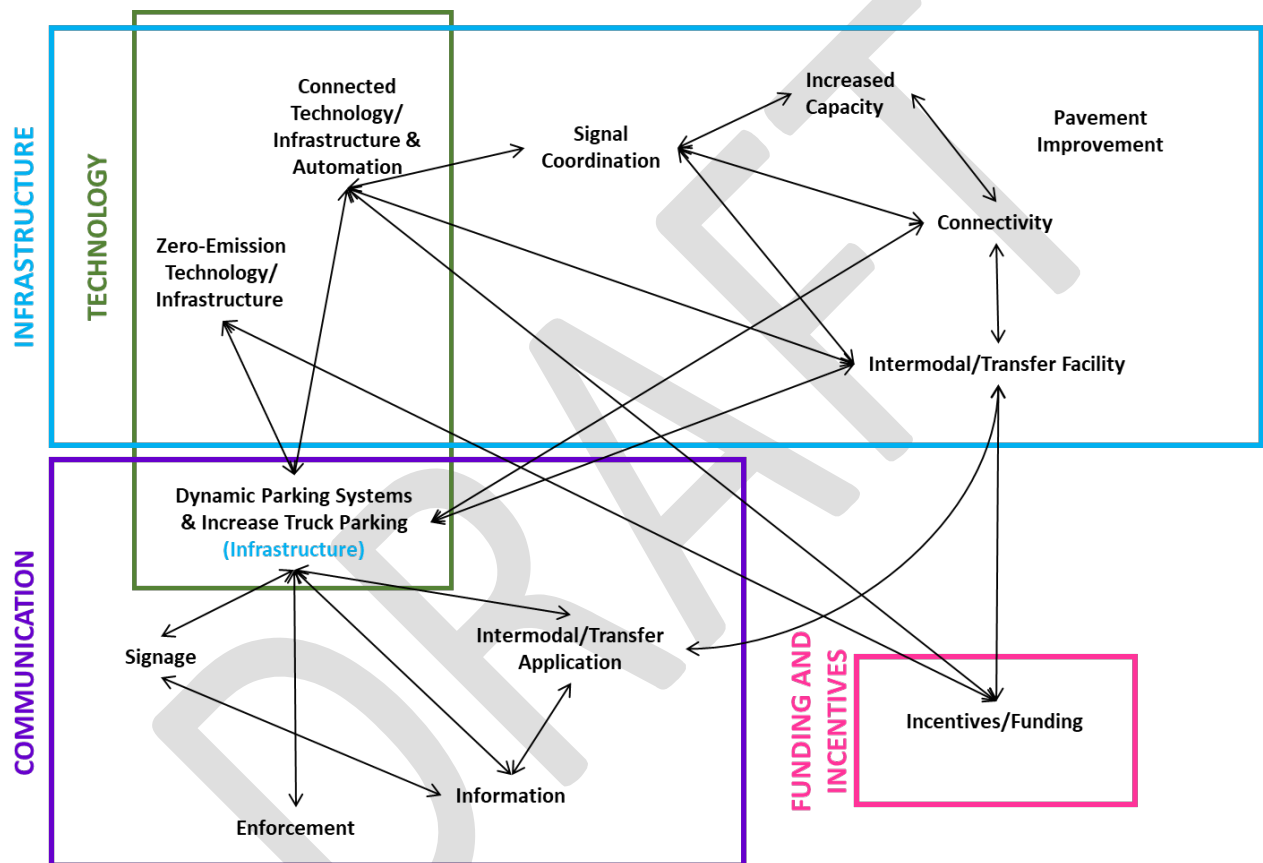 INFRASTRUCTURE
TECHNOLOGY
Connected
Technology/
Infrastructure &
Automation
Signal
Coordination
Increased
Capacity
Pavement
Improvement
Connectivity
Zero-Emission
Technology/
Infrastructure
Intermodal/Transfer Facility
COMMUNICATION
Dynamic Parking Systems
& Increase Truck Parking
(Infrastructure)
Signage
Intermodal/Transfer
Application
Information
Enforcement
FUNDING AND
INCENTIVES
Incentives/Funding
DRAFT